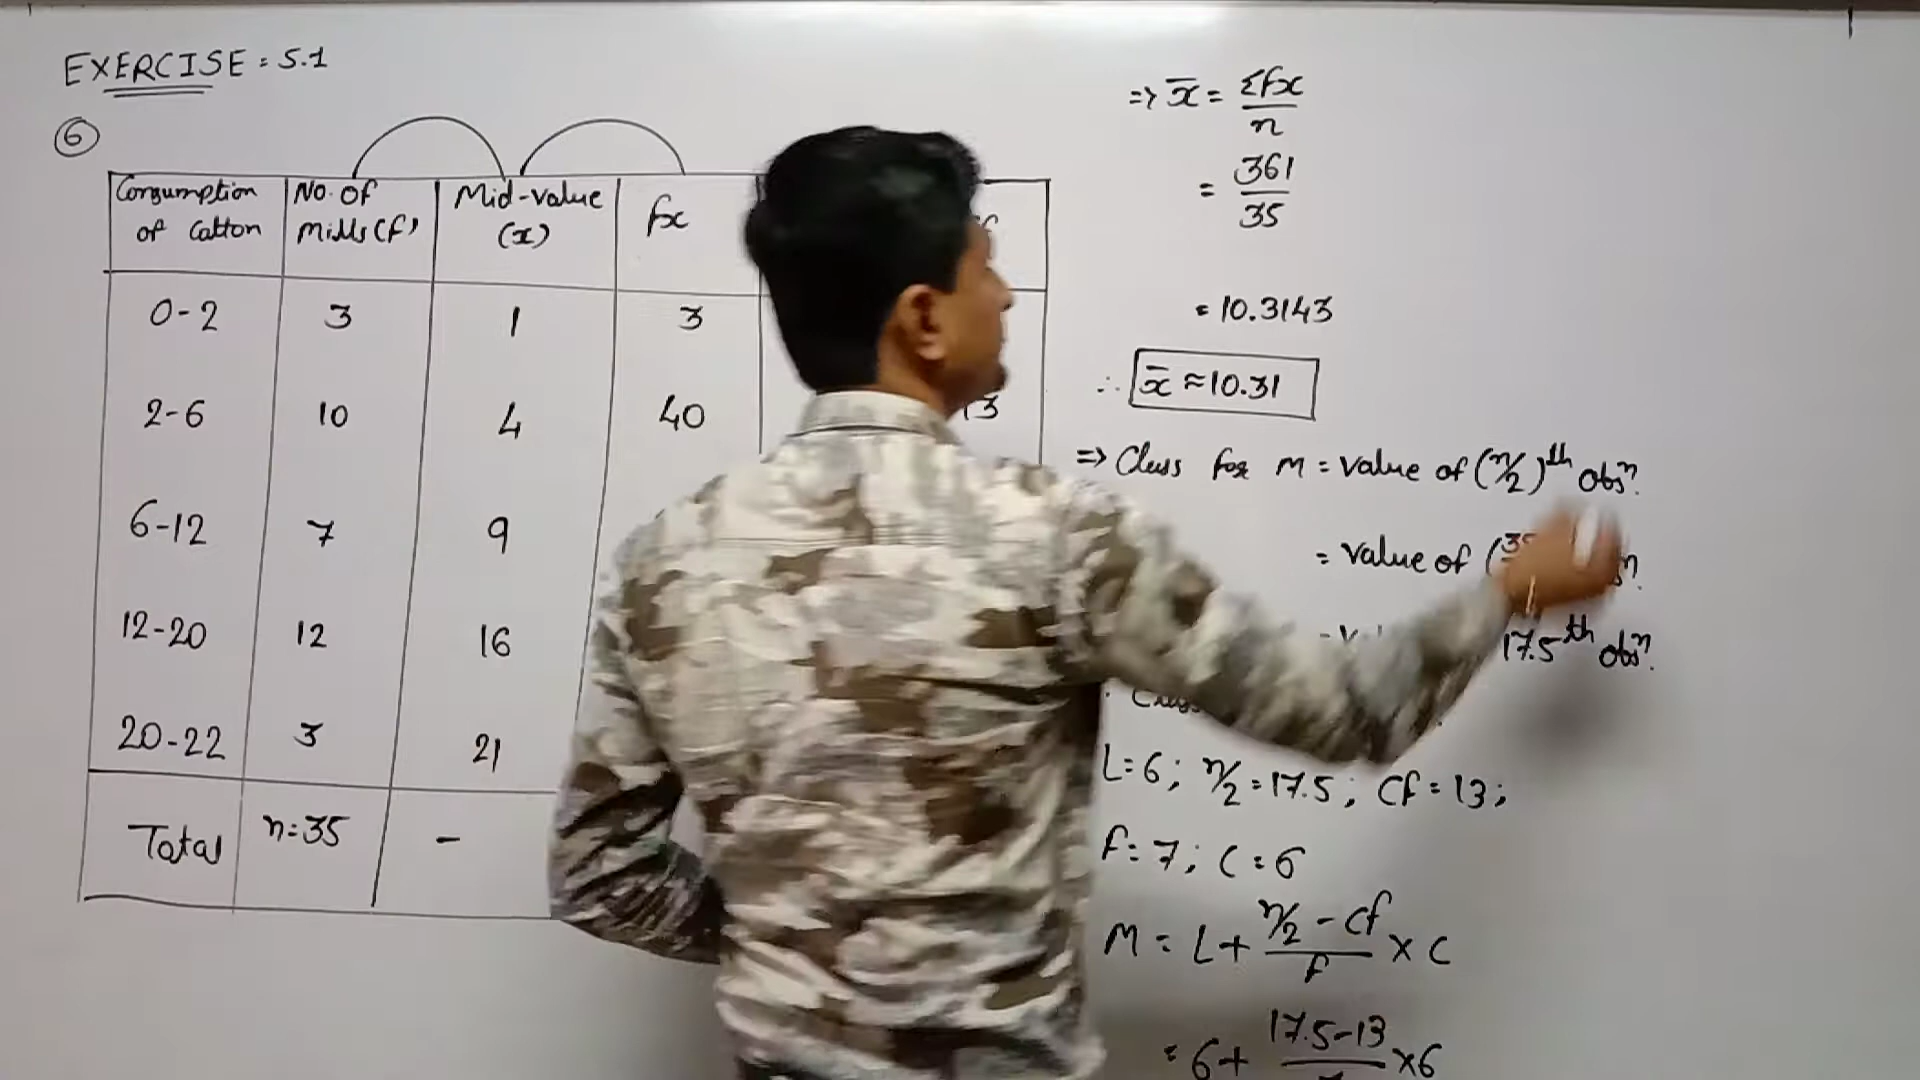 EXERCISE = 5.1
6
Consumption of Cotton | No. of Mills (f) | Mid-value (x) | fx
0-2 | 3 | 1 | 3
2-6 | 10 | 4 | 40 | 13
6-12 | 7 | 9
12-20 | 12 | 16
20-22 | 3 | 21
Total | n=35 | -
=> x̄ = Σfx / n
= 361 / 35
= 10.3143
∴ x̄ ≈ 10.31
=> Class for M = value of (n/2)th obsn.
= value of
17.5th obsn.
L=6; n/2=17.5; cf=13;
f=7; c=6
M = L + (n/2 - cf) / f × c
= 6 + 17.5-13 / × 6